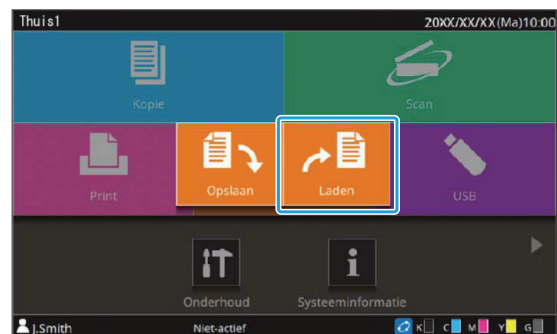 Thuis1 20XX/XX/XX(Ma)10:00
Kopie Scan
Print Opslaan Laden USB
Onderhoud Systeeminformatie
J.Smith Niet-actief K C M Y G